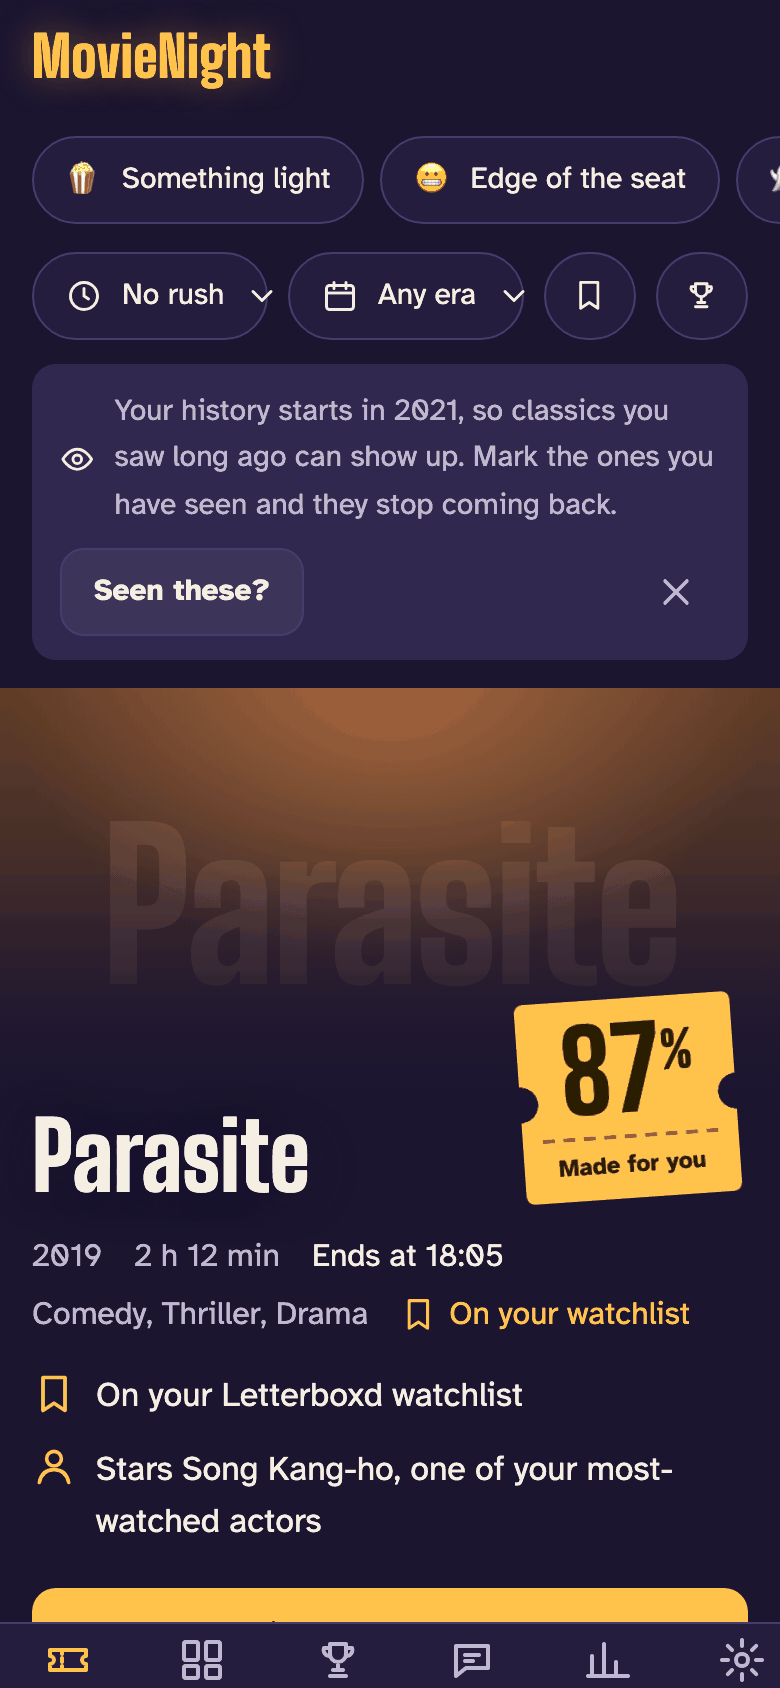 MovieNight
Something light
Edge of the seat
No rush
Any era
Your history starts in 2021, so classics you
saw long ago can show up. Mark the ones you
have seen and they stop coming back.
Seen these?
Parasite
87%
Made for you
Parasite
2019 2 h 12 min Ends at 18:05
Comedy, Thriller, Drama On your watchlist
On your Letterboxd watchlist
Stars Song Kang-ho, one of your most-
watched actors